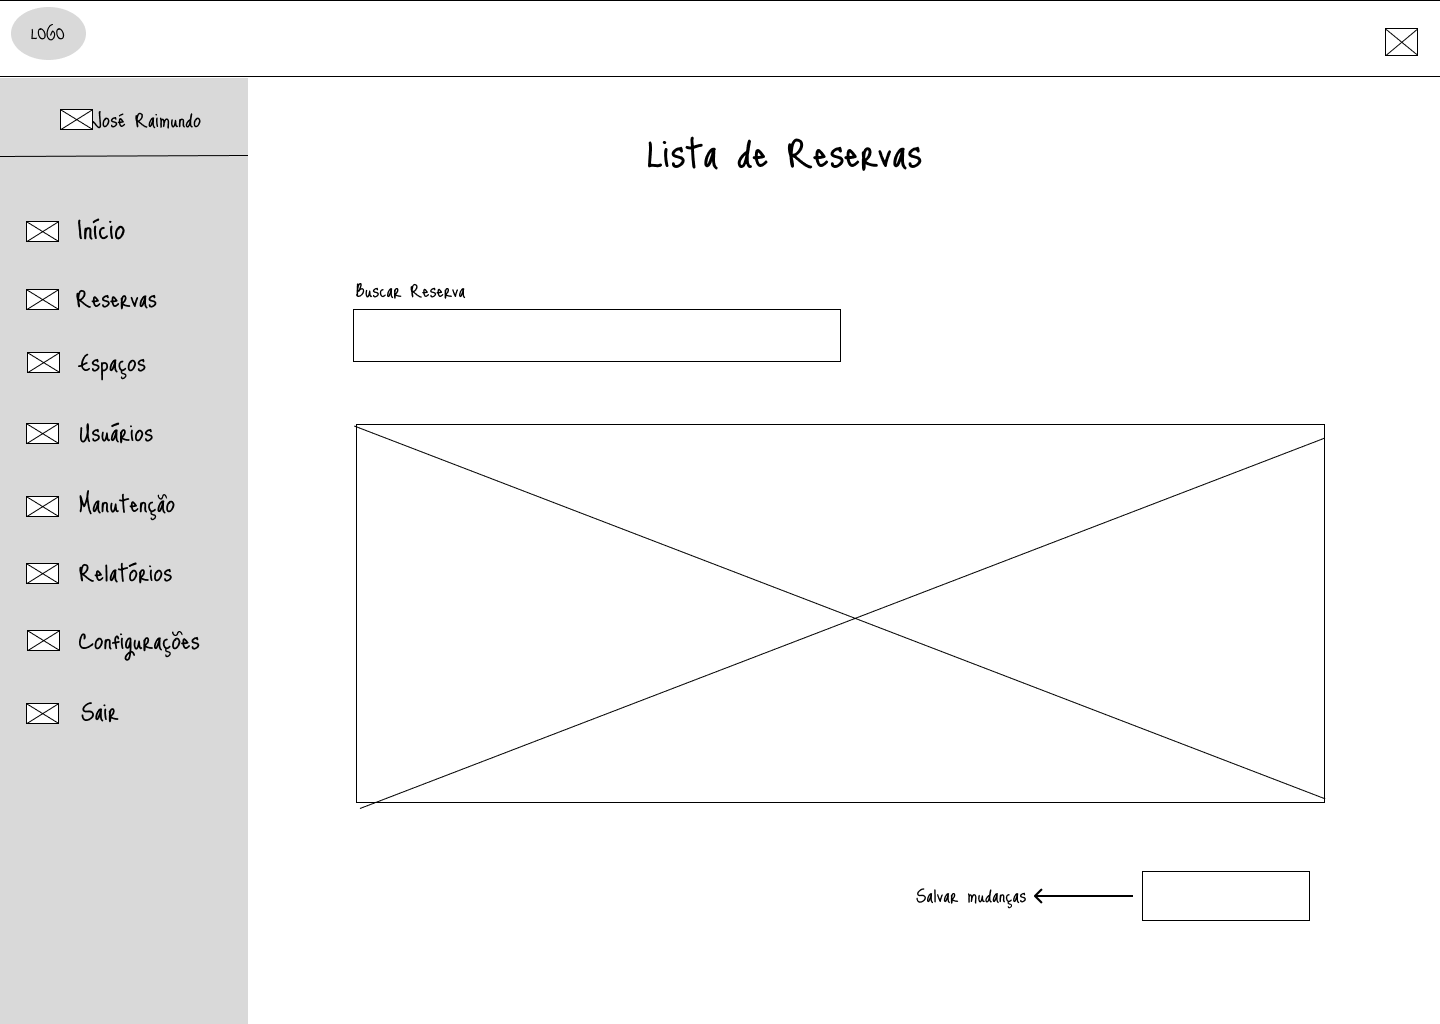 LOGO
José Raimundo
Lista de Reservas
Início
Buscar Reserva
Reservas
Espaços
Usuários
Manutenção
Relatórios
Configurações
Sair
Salvar mudanças